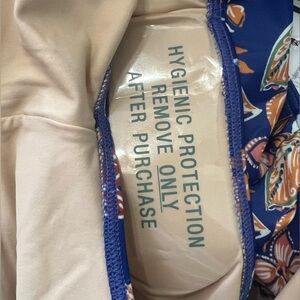 HYGIENIC PROTECTION
REMOVE ONLY
AFTER PURCHASE